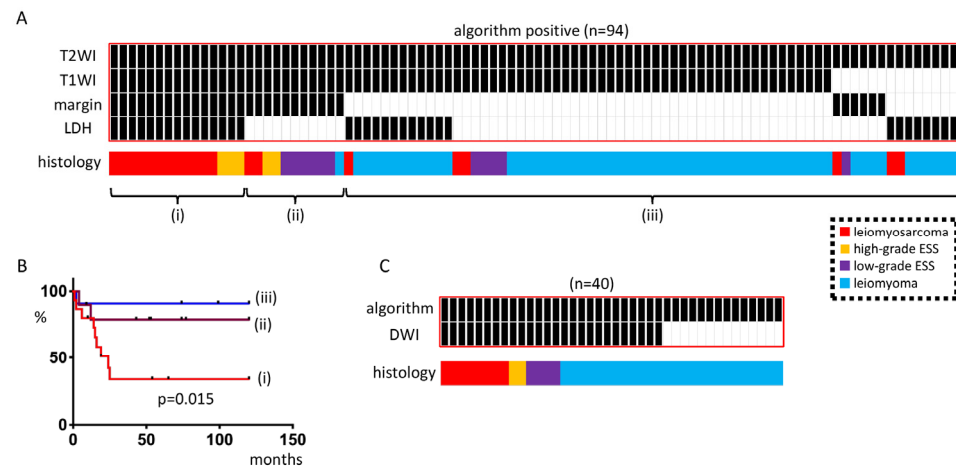 A
algorithm positive (n=94)
T2WI
T1WI
margin
LDH
histology
(i)
(ii)
(iii)
leiomyosarcoma
high-grade ESS
low-grade ESS
leiomyoma
B
100
%
50
0
0
50
100
150
months
(iii)
(ii)
(i)
p=0.015
C
(n=40)
algorithm
DWI
histology